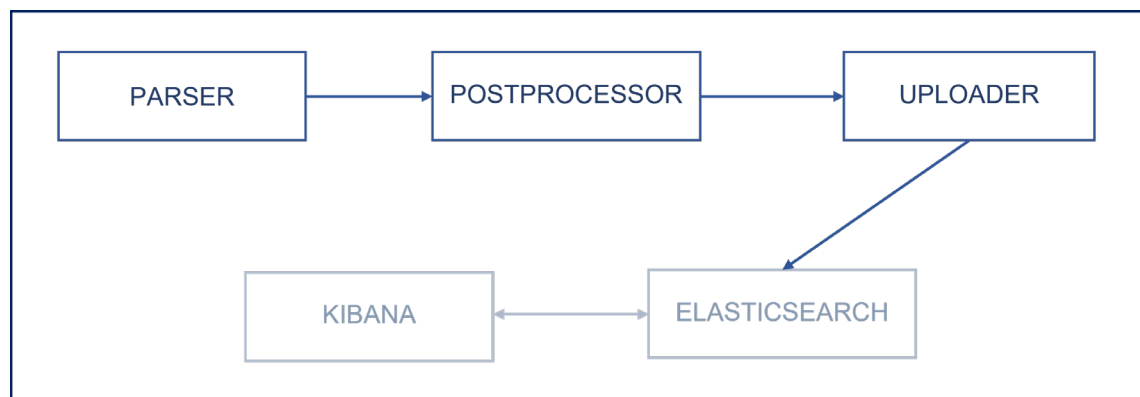 PARSER
POSTPROCESSOR
UPLOADER
KIBANA
ELASTICSEARCH